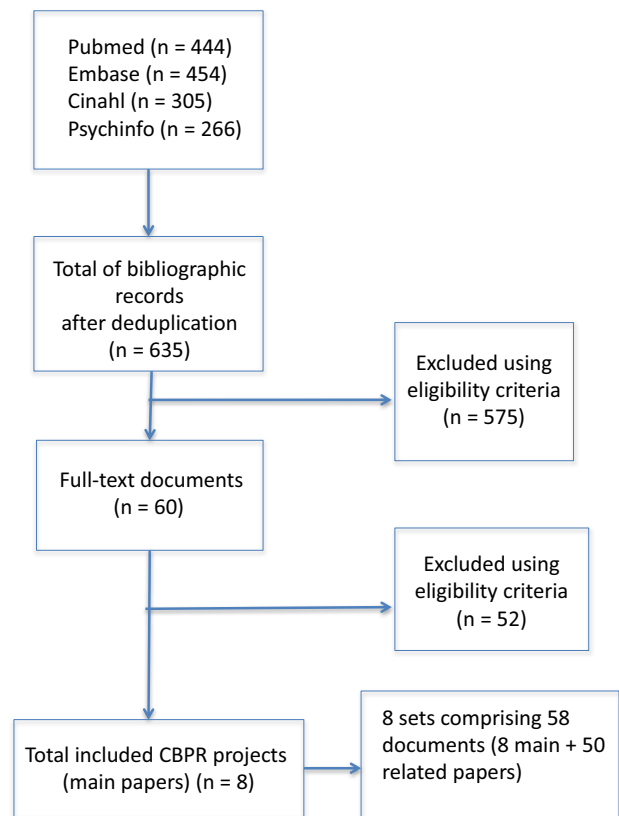 Pubmed (n = 444)
Embase (n = 454)
Cinahl (n = 305)
Psychinfo (n = 266)
Total of bibliographic
records
after deduplication
(n = 635)
Excluded using
eligibility criteria
(n = 575)
Full-text documents
(n = 60)
Excluded using
eligibility criteria
(n = 52)
Total included CBPR projects
(main papers) (n = 8)
8 sets comprising 58
documents (8 main + 50
related papers)